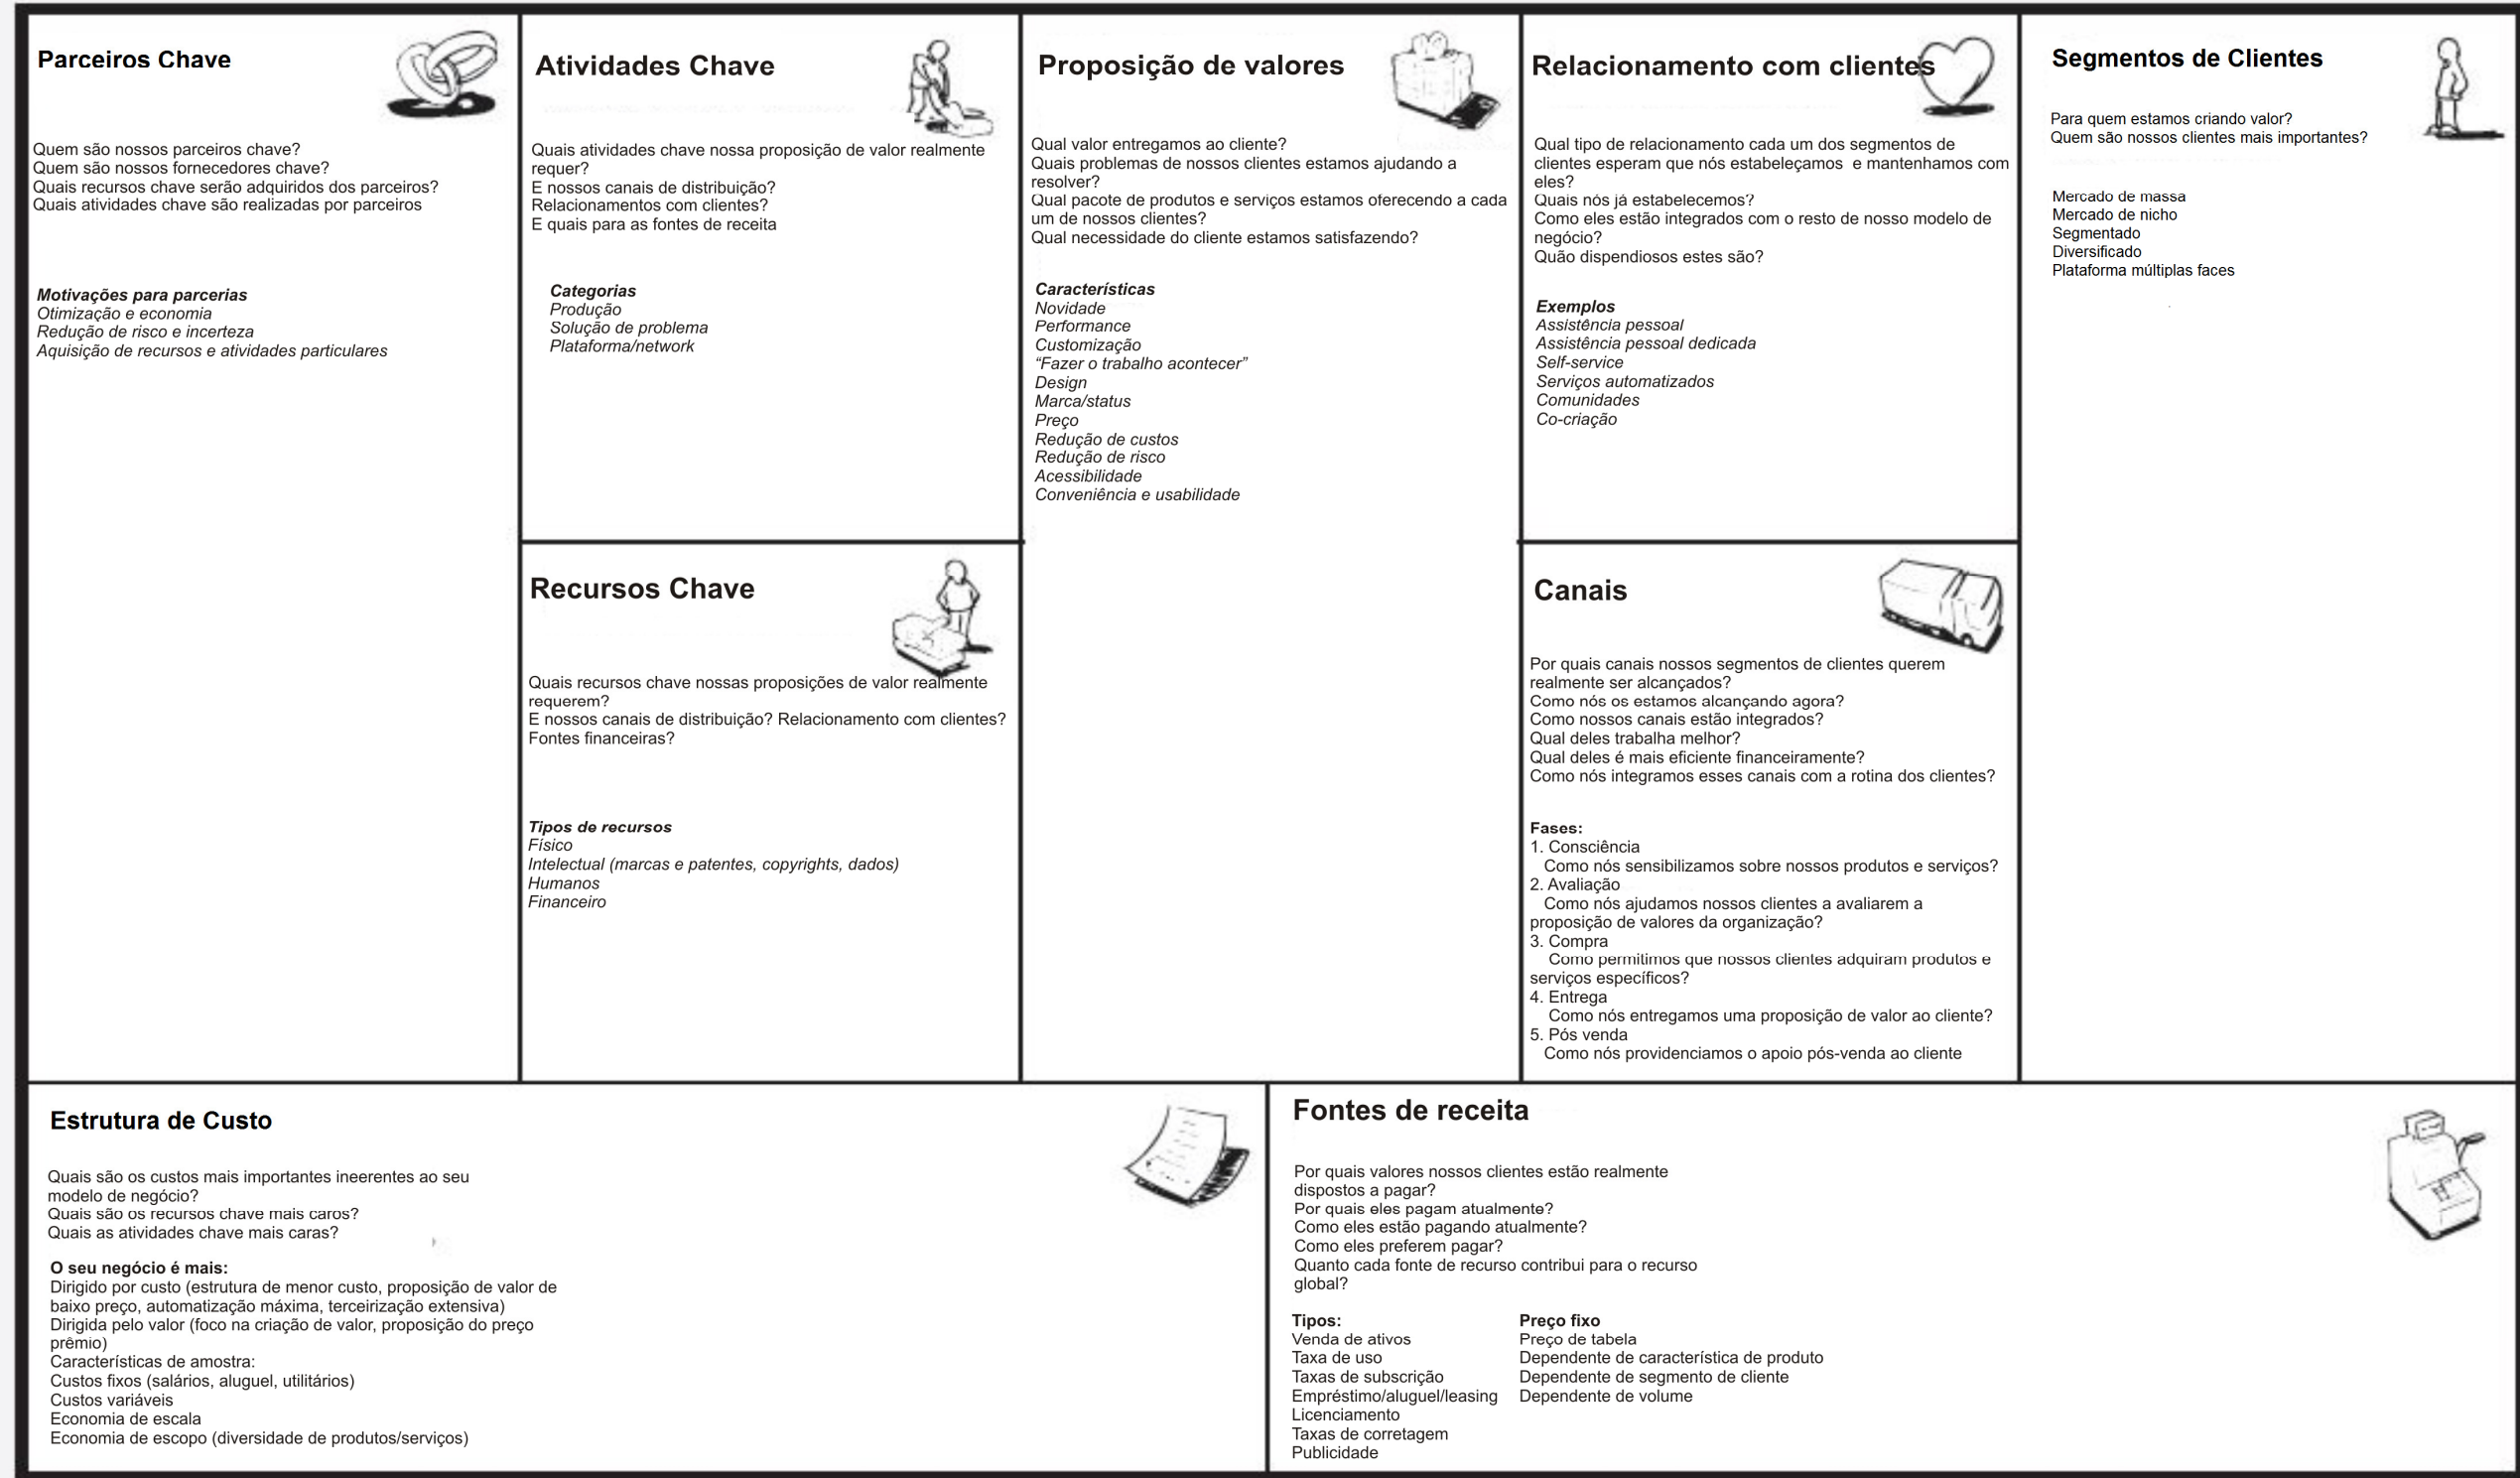 Parceiros Chave
Quem são nossos parceiros chave?
Quem são nossos fornecedores chave?
Quais recursos chave serão adquiridos dos parceiros?
Quais atividades chave são realizadas por parceiros
Motivações para parcerias
Otimização e economia
Redução de risco e incerteza
Aquisição de recursos e atividades particulares
Atividades Chave
Quais atividades chave nossa proposição de valor realmente
requer?
E nossos canais de distribuição?
Relacionamentos com clientes?
E quais para as fontes de receita
Categorias
Produção
Solução de problema
Plataforma/network
Recursos Chave
Quais recursos chave nossas proposições de valor realmente
requerem?
E nossos canais de distribuição? Relacionamento com clientes?
Fontes financeiras?
Tipos de recursos
Físico
Intelectual (marcas e patentes, copyrights, dados)
Humanos
Financeiro
Proposição de valores
Qual valor entregamos ao cliente?
Quais problemas de nossos clientes estamos ajudando a
resolver?
Qual pacote de produtos e serviços estamos oferecendo a cada
um de nossos clientes?
Qual necessidade do cliente estamos satisfazendo?
Características
Novidade
Performance
Customização
“Fazer o trabalho acontecer”
Design
Marca/status
Preço
Redução de custos
Redução de risco
Acessibilidade
Conveniência e usabilidade
Relacionamento com clientes
Qual tipo de relacionamento cada um dos segmentos de
clientes esperam que nós estabeleçamos e mantenhamos com
eles?
Quais nós já estabelecemos?
Como eles estão integrados com o resto de nosso modelo de
negócio?
Quão dispendiosos estes são?
Exemplos
Assistência pessoal
Assistência pessoal dedicada
Self-service
Serviços automatizados
Comunidades
Co-criação
Canais
Por quais canais nossos segmentos de clientes querem
realmente ser alcançados?
Como nós os estamos alcançando agora?
Como nossos canais estão integrados?
Qual deles trabalha melhor?
Qual deles é mais eficiente financeiramente?
Como nós integramos esses canais com a rotina dos clientes?
Fases:
1. Consciência
Como nós sensibilizamos sobre nossos produtos e serviços?
2. Avaliação
Como nós ajudamos nossos clientes a avaliarem a
proposição de valores da organização?
3. Compra
Como permitimos que nossos clientes adquiram produtos e
serviços específicos?
4. Entrega
Como nós entregamos uma proposição de valor ao cliente?
5. Pós venda
Como nós providenciamos o apoio pós-venda ao cliente
Segmentos de Clientes
Para quem estamos criando valor?
Quem são nossos clientes mais importantes?
Mercado de massa
Mercado de nicho
Segmentado
Diversificado
Plataforma múltiplas faces
Estrutura de Custo
Quais são os custos mais importantes ineerentes ao seu
modelo de negócio?
Quais são os recursos chave mais caros?
Quais as atividades chave mais caras?
O seu negócio é mais:
Dirigido por custo (estrutura de menor custo, proposição de valor de
baixo preço, automatização máxima, terceirização extensiva)
Dirigida pelo valor (foco na criação de valor, proposição do preço
prêmio)
Características de amostra:
Custos fixos (salários, aluguel, utilitários)
Custos variáveis
Economia de escala
Economia de escopo (diversidade de produtos/serviços)
Fontes de receita
Por quais valores nossos clientes estão realmente
dispostos a pagar?
Por quais eles pagam atualmente?
Como eles estão pagando atualmente?
Como eles preferem pagar?
Quanto cada fonte de recurso contribui para o recurso
global?
Tipos:
Venda de ativos
Taxa de uso
Taxas de subscrição
Empréstimo/aluguel/leasing
Licenciamento
Taxas de corretagem
Publicidade
Preço fixo
Preço de tabela
Dependente de característica de produto
Dependente de segmento de cliente
Dependente de volume